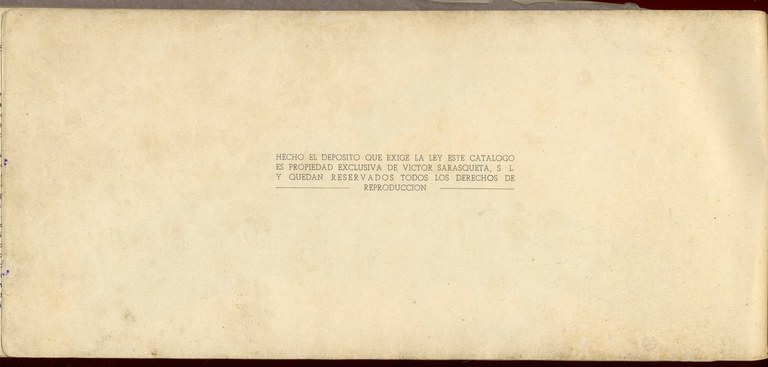 HECHO EL DEPOSITO QUE EXIGE LA LEY ESTE CATALOGO
ES PROPIEDAD EXCLUSIVA DE VICTOR SARASQUETA, S. L.
Y QUEDAN RESERVADOS TODOS LOS DERECHOS DE
REPRODUCCION